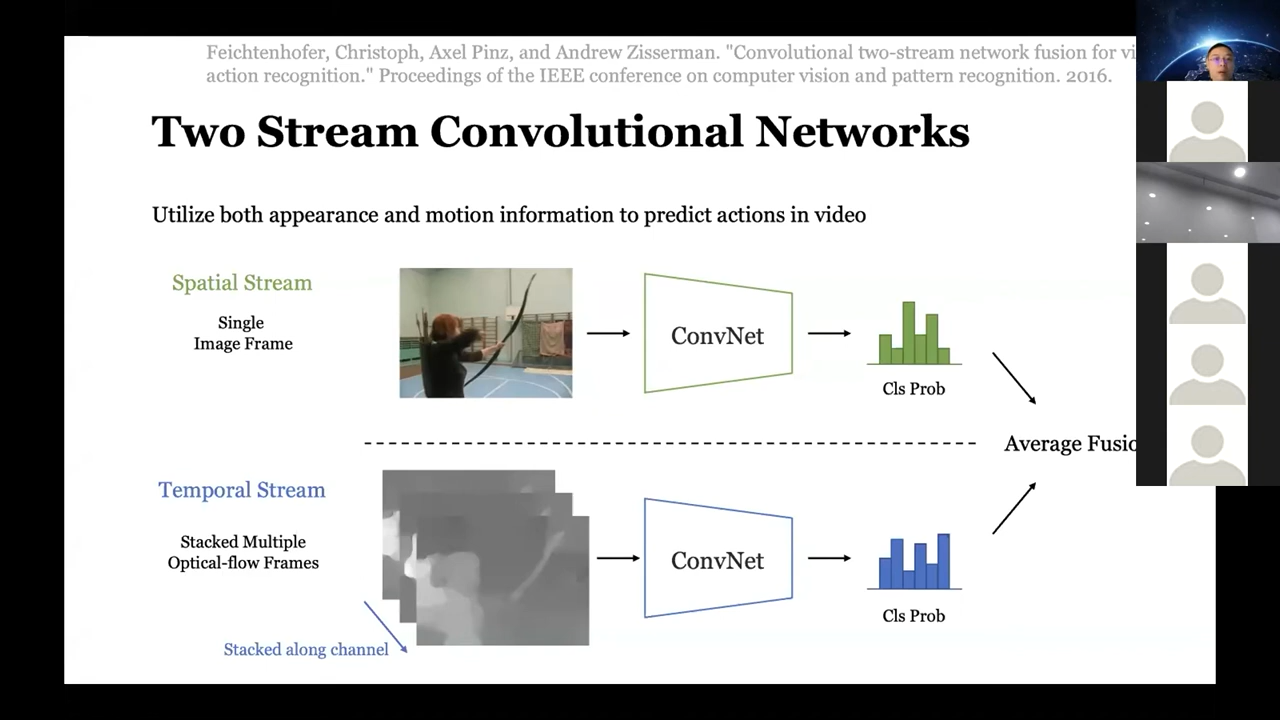 Feichtenhofer, Christoph, Axel Pinz, and Andrew Zisserman. "Convolutional two-stream network fusion for
action recognition." Proceedings of the IEEE conference on computer vision and pattern recognition. 2016.
Two Stream Convolutional Networks
Utilize both appearance and motion information to predict actions in video
Spatial Stream
Single
Image Frame
ConvNet
Cls Prob
Average
Temporal Stream
Stacked Multiple
Optical-flow Frames
ConvNet
Cls Prob
Stacked along channel